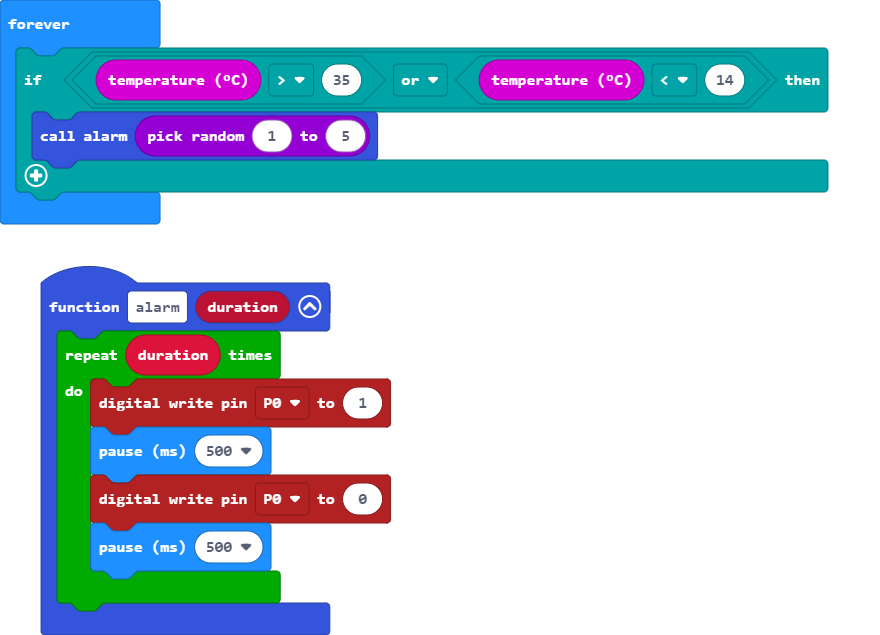 forever
if temperature (ºC) > 35 or temperature (ºC) < 14 then
call alarm pick random 1 to 5
function alarm duration
repeat duration times
do
digital write pin P0 to 1
pause (ms) 500
digital write pin P0 to 0
pause (ms) 500